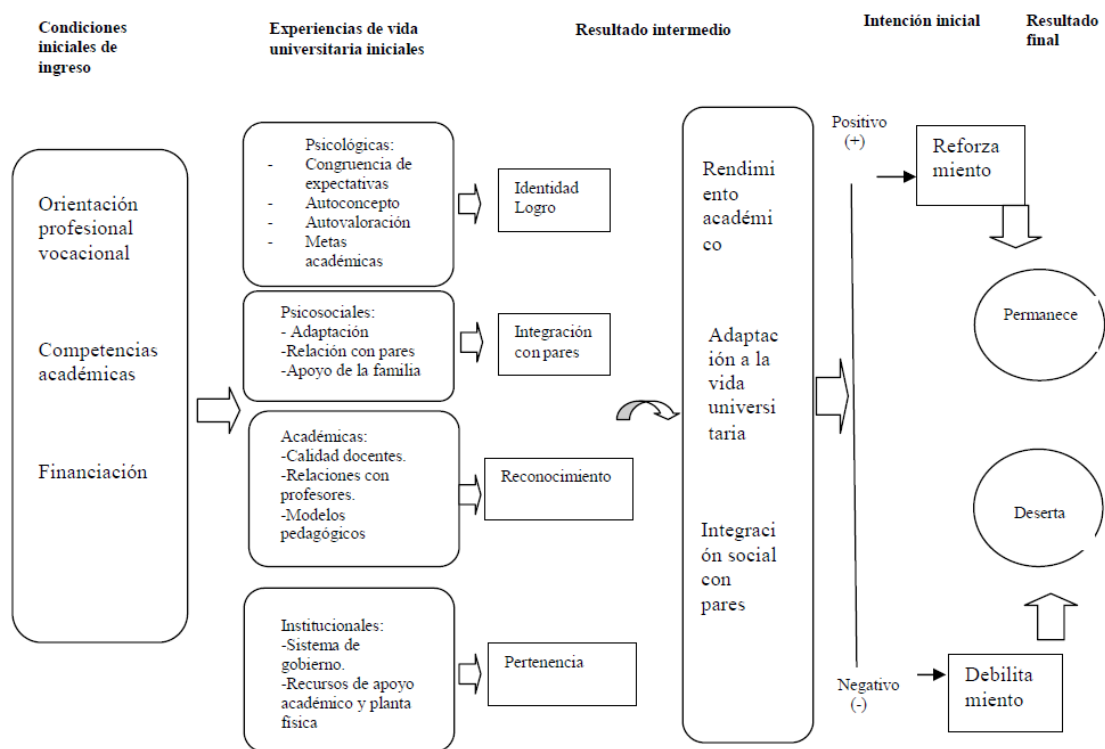 Condiciones
iniciales de
ingreso
Experiencias de vida
universitaria iniciales
Resultado intermedio
Intención inicial
Resultado
final
Orientación
profesional
vocacional
Competencias
académicas
Financiación
Psicológicas:
- Congruencia de
expectativas
- Autoconcepto
- Autovaloración
- Metas
académicas
Identidad
Logro
Psicosociales:
- Adaptación
-Relación con pares
-Apoyo de la familia
Integración
con pares
Académicas:
-Calidad docentes.
-Relaciones con
profesores.
-Modelos
pedagógicos
Reconocimiento
Institucionales:
-Sistema de
gobierno.
-Recursos de apoyo
académico y planta
física
Pertenencia
Rendimi
ento
académi
co
Adaptac
ión a la
vida
universi
taria
Integrac
ión social
con
pares
Positivo
(+)
Reforza
miento
Permanece
Deserta
Negativo
(-)
Debilita
miento